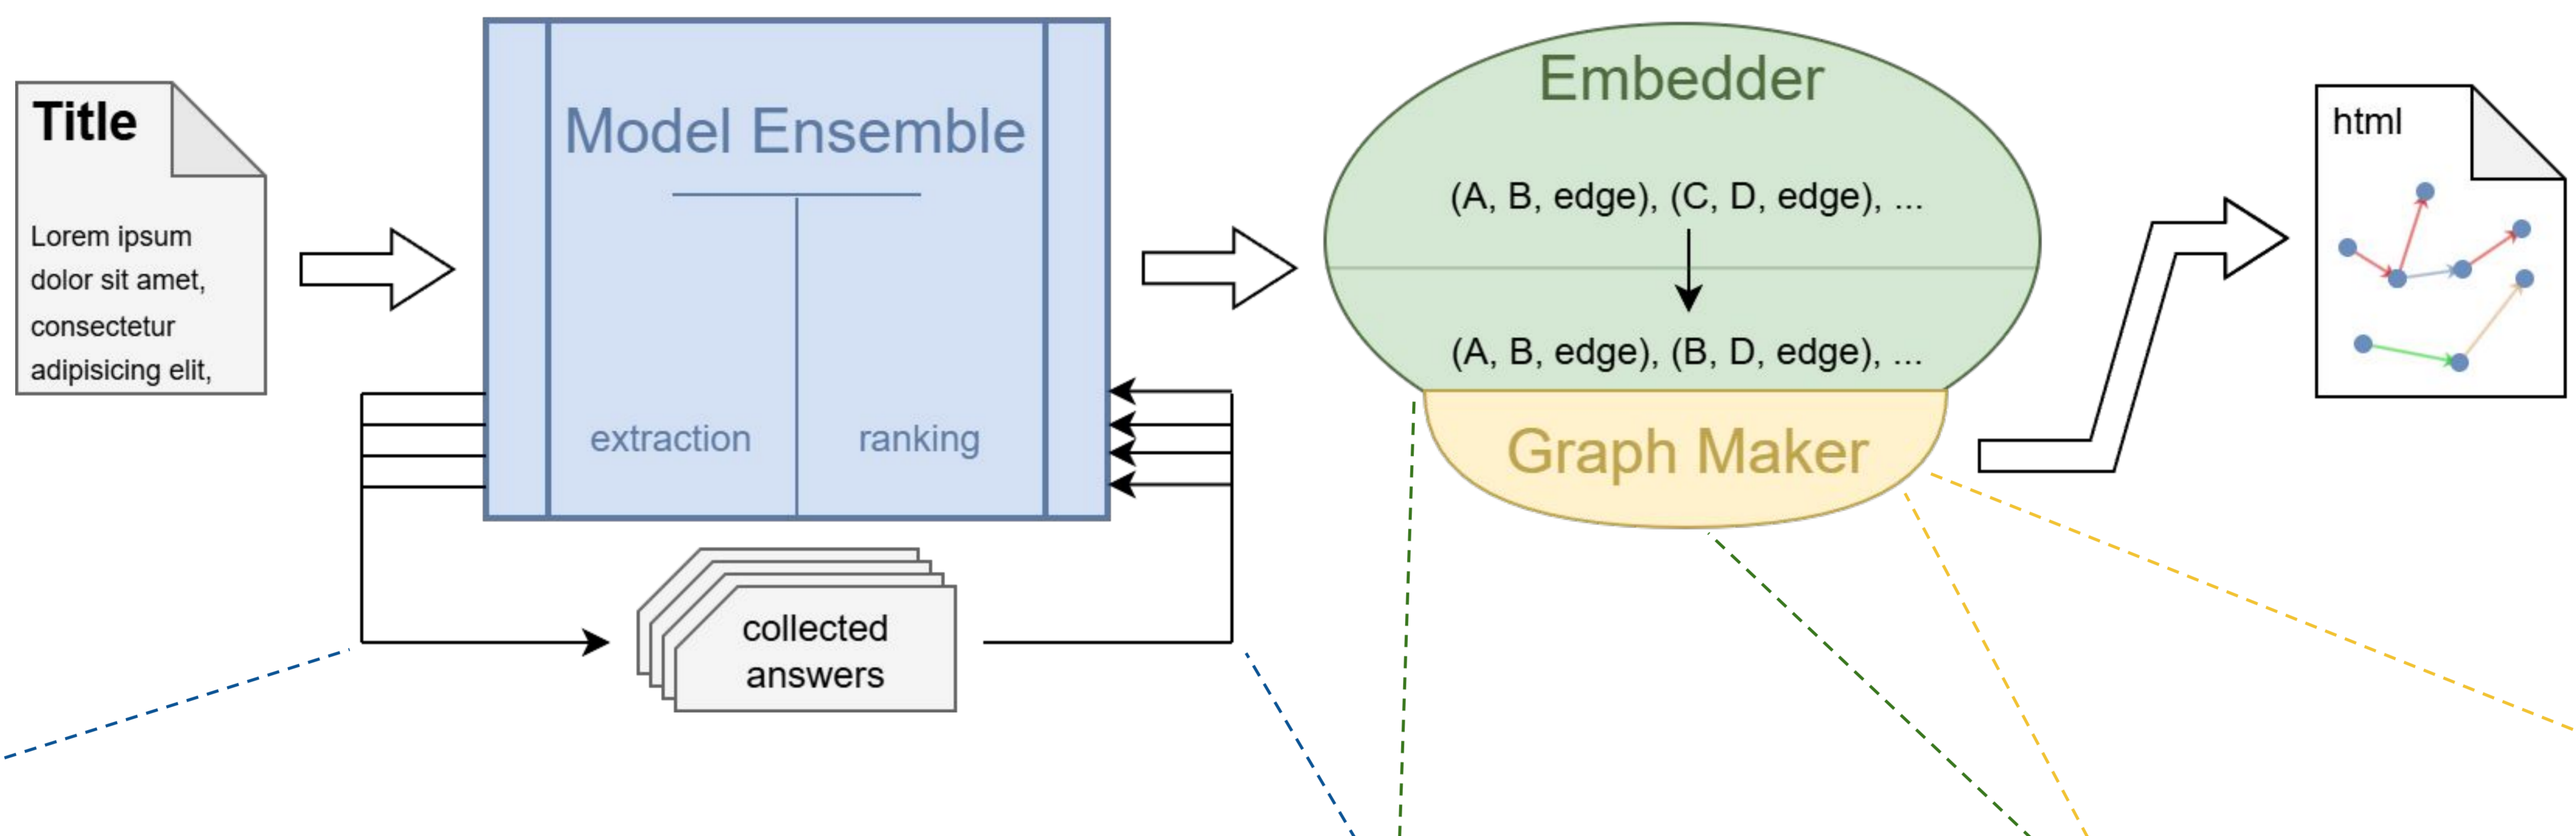 Title
Lorem ipsum
dolor sit amet,
consectetur
adipisicing elit,
Model Ensemble
extraction
ranking
collected
answers
Embedder
(A, B, edge), (C, D, edge), ...
(A, B, edge), (B, D, edge), ...
Graph Maker
html